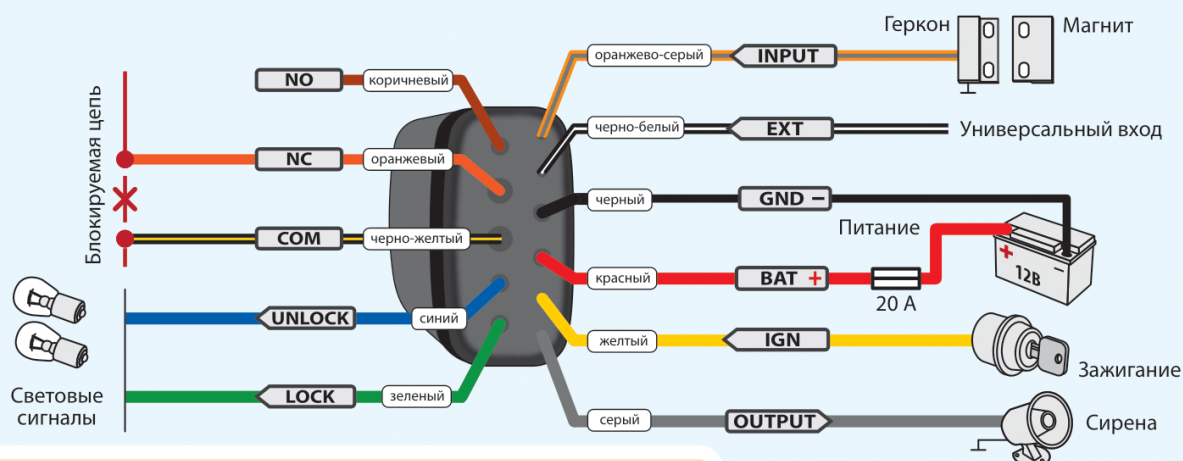 Геркон
Магнит
оранжево-серый
INPUT
NO
коричневый
черно-белый
EXT
Универсальный вход
Блокируемая цепь
NC
оранжевый
черный
GND −
Питание
COM
черно-желтый
красный
BAT +
20 А
+ −
12В
UNLOCK
синий
желтый
IGN
Зажигание
Световые
сигналы
LOCK
зеленый
серый
OUTPUT
Сирена